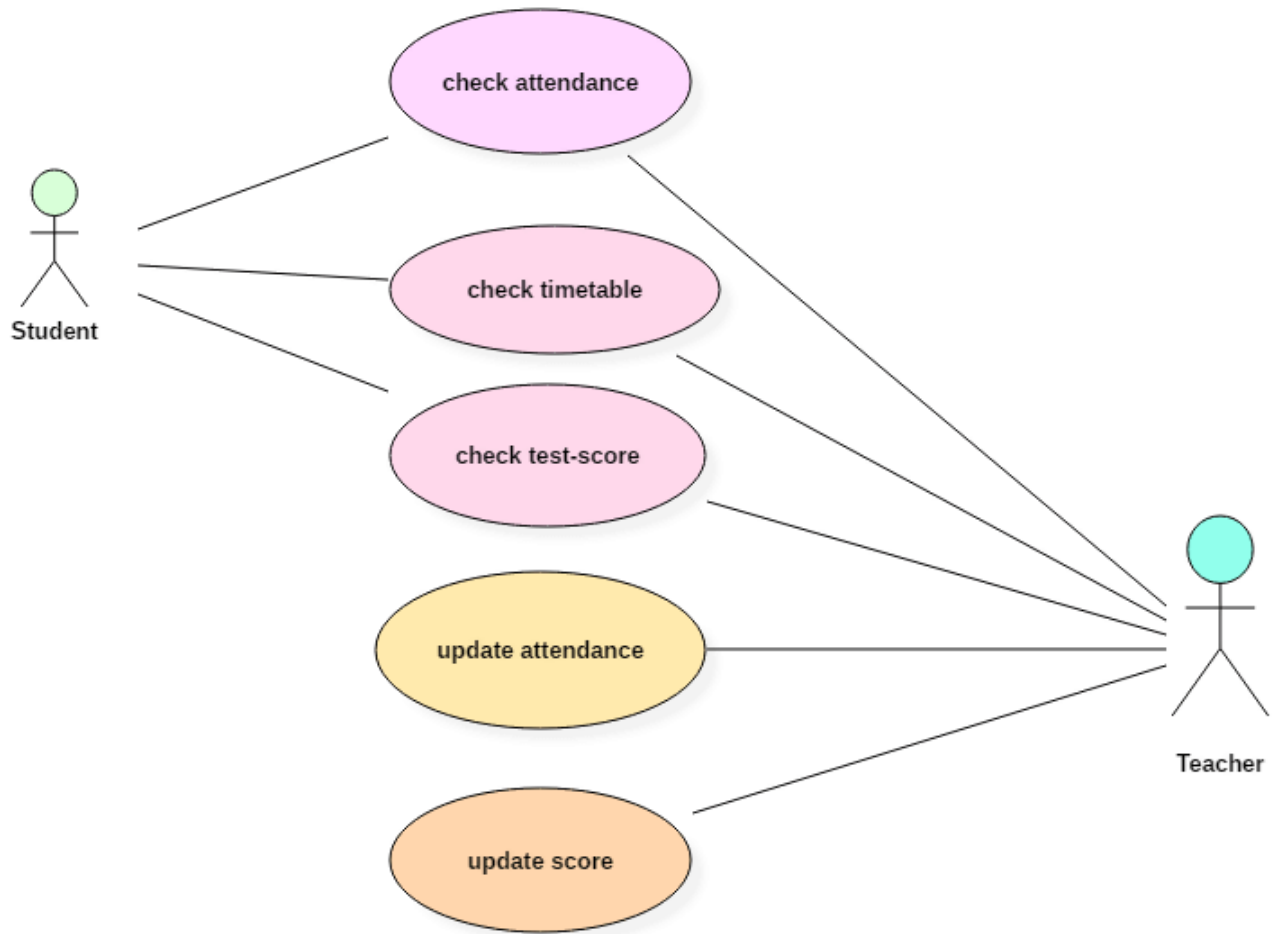 check attendance
Student
check timetable
check test-score
update attendance
Teacher
update score